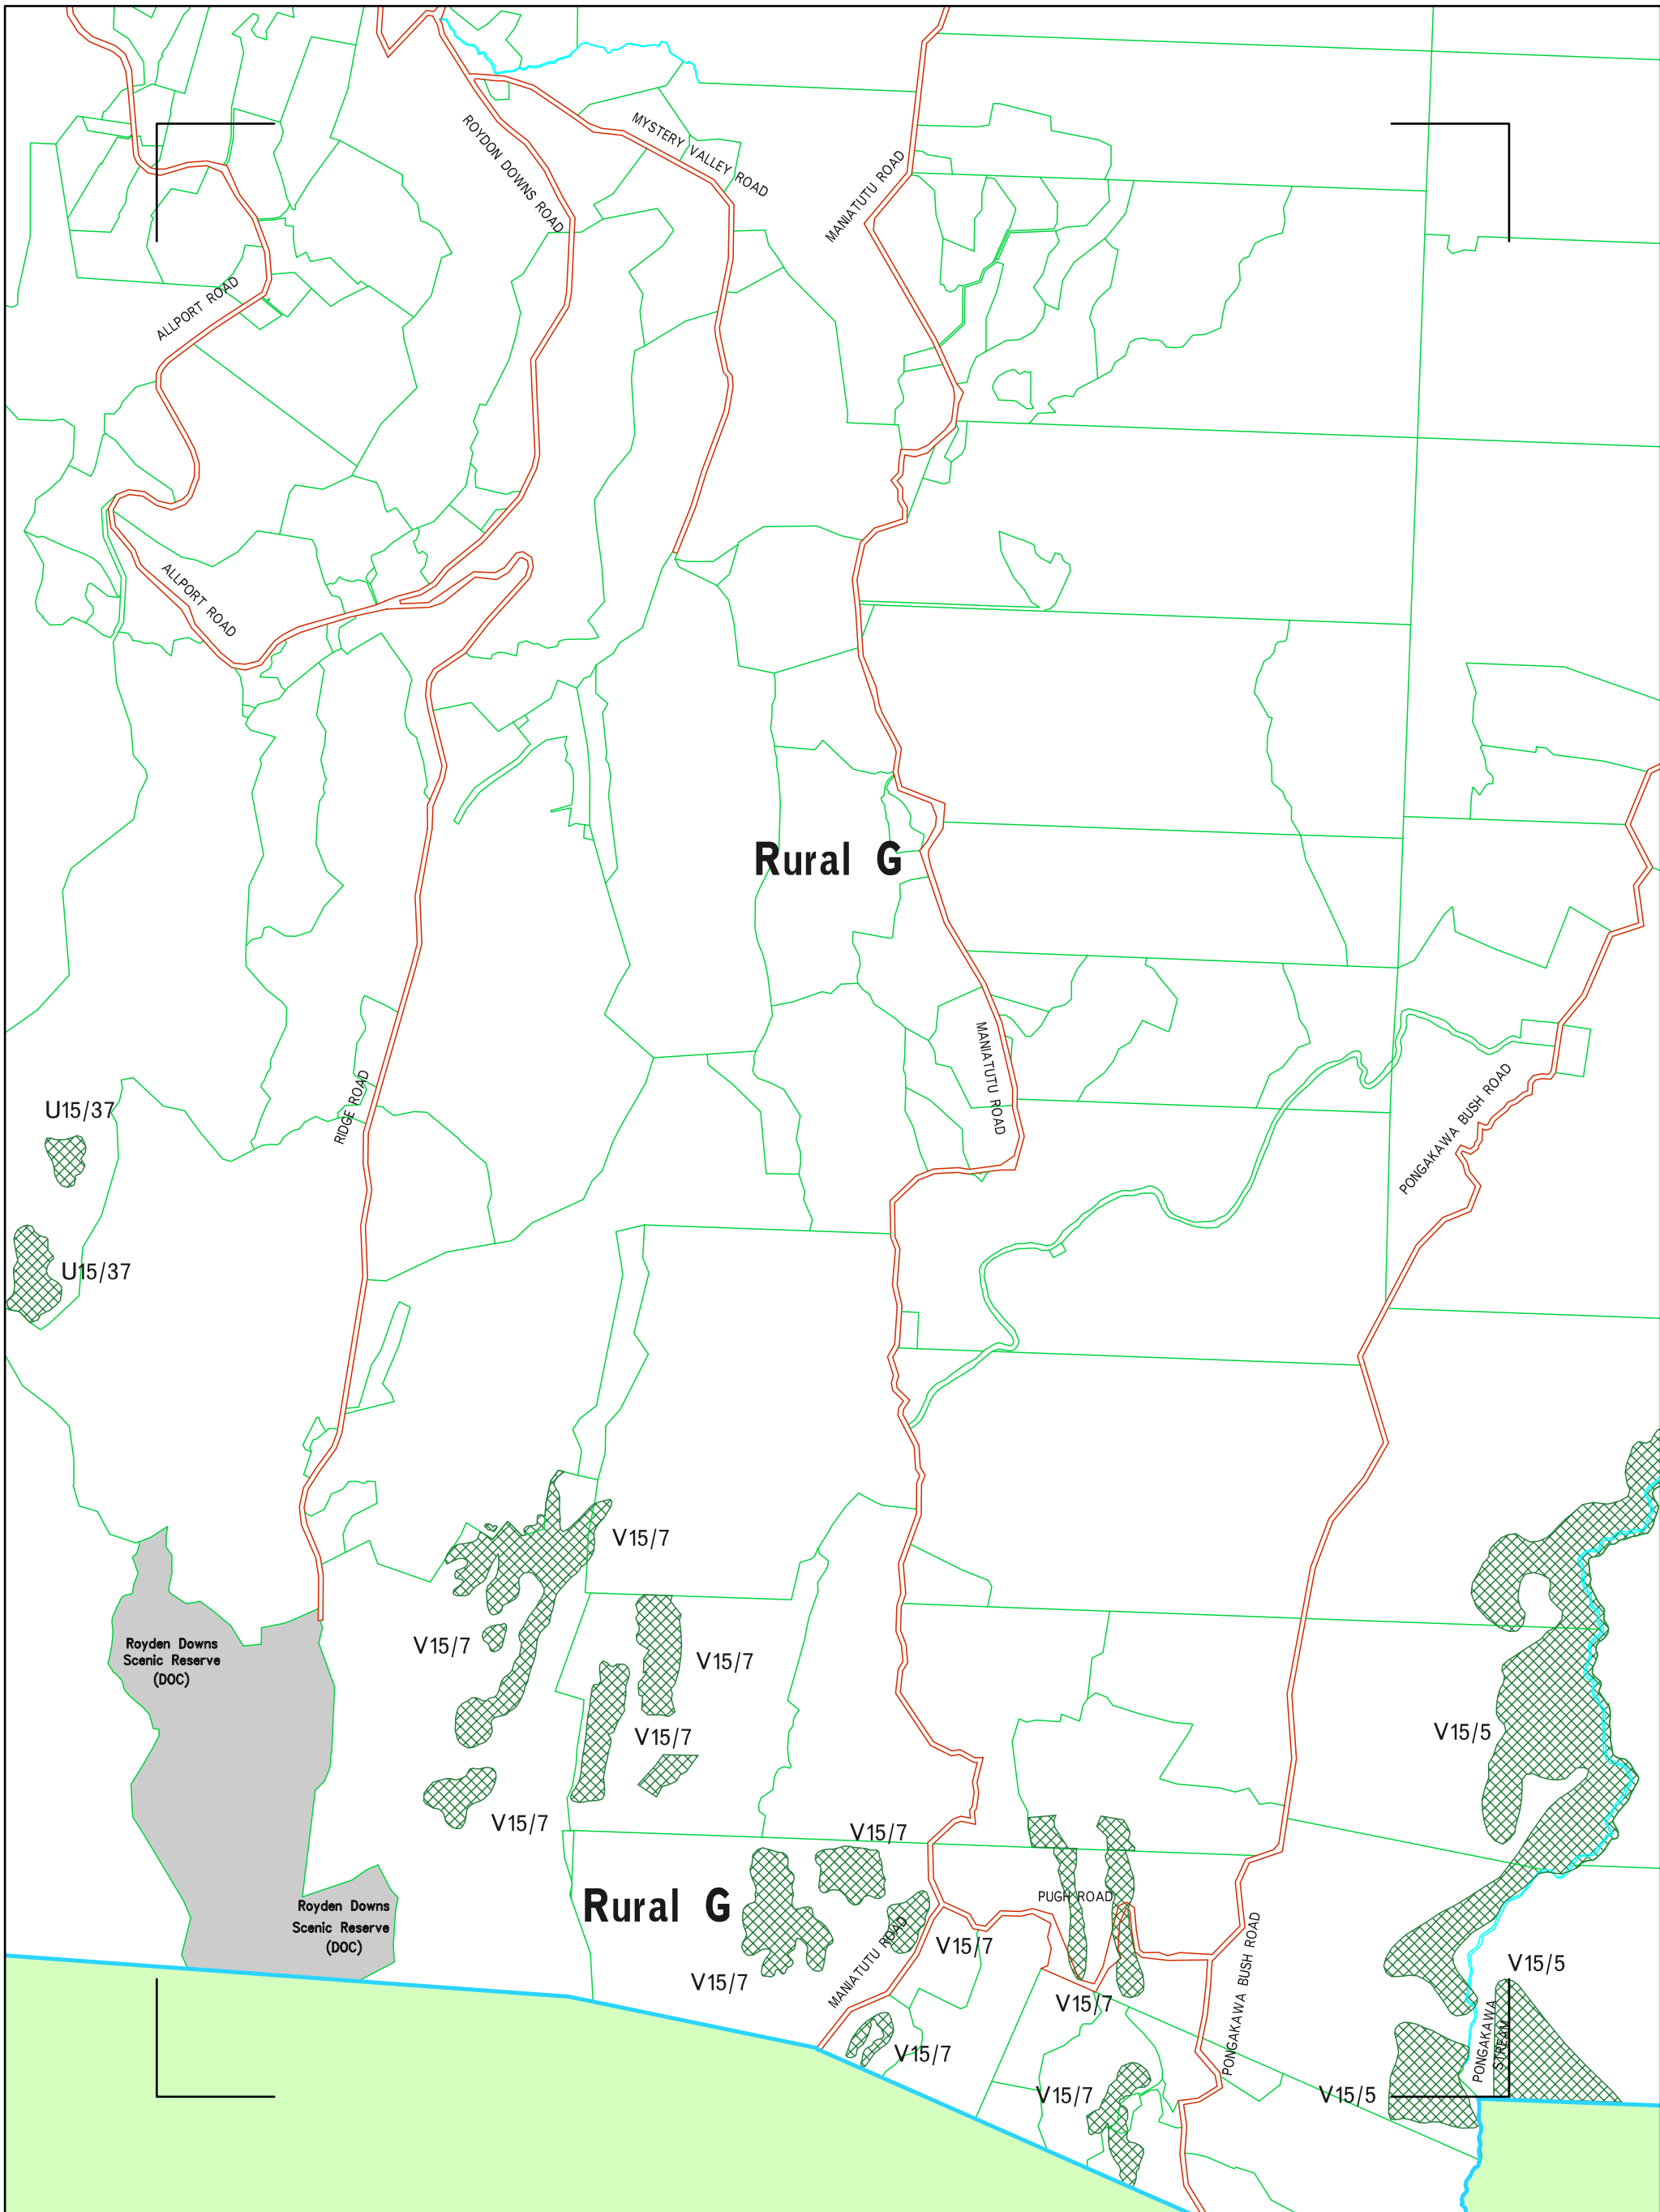 MYSTERY VALLEY ROAD
ROYDON DOWNS ROAD
MANIATUTU ROAD
ALLPORT ROAD
ALLPORT ROAD
Rural G
MANIATUTU ROAD
RIDGE ROAD
PONGAKAWA BUSH ROAD
U15/37
U15/37
V15/7
Royden Downs
Scenic Reserve
(DOC)
V15/7
V15/7
V15/7
V15/5
V15/7
V15/7
Rural G
PUGH ROAD
Royden Downs
Scenic Reserve
(DOC)
MANIATUTU ROAD
V15/7
PONGAKAWA BUSH ROAD
V15/5
V15/7
V15/7
PONGAKAWA
STREAM
V15/7
V15/7
V15/5